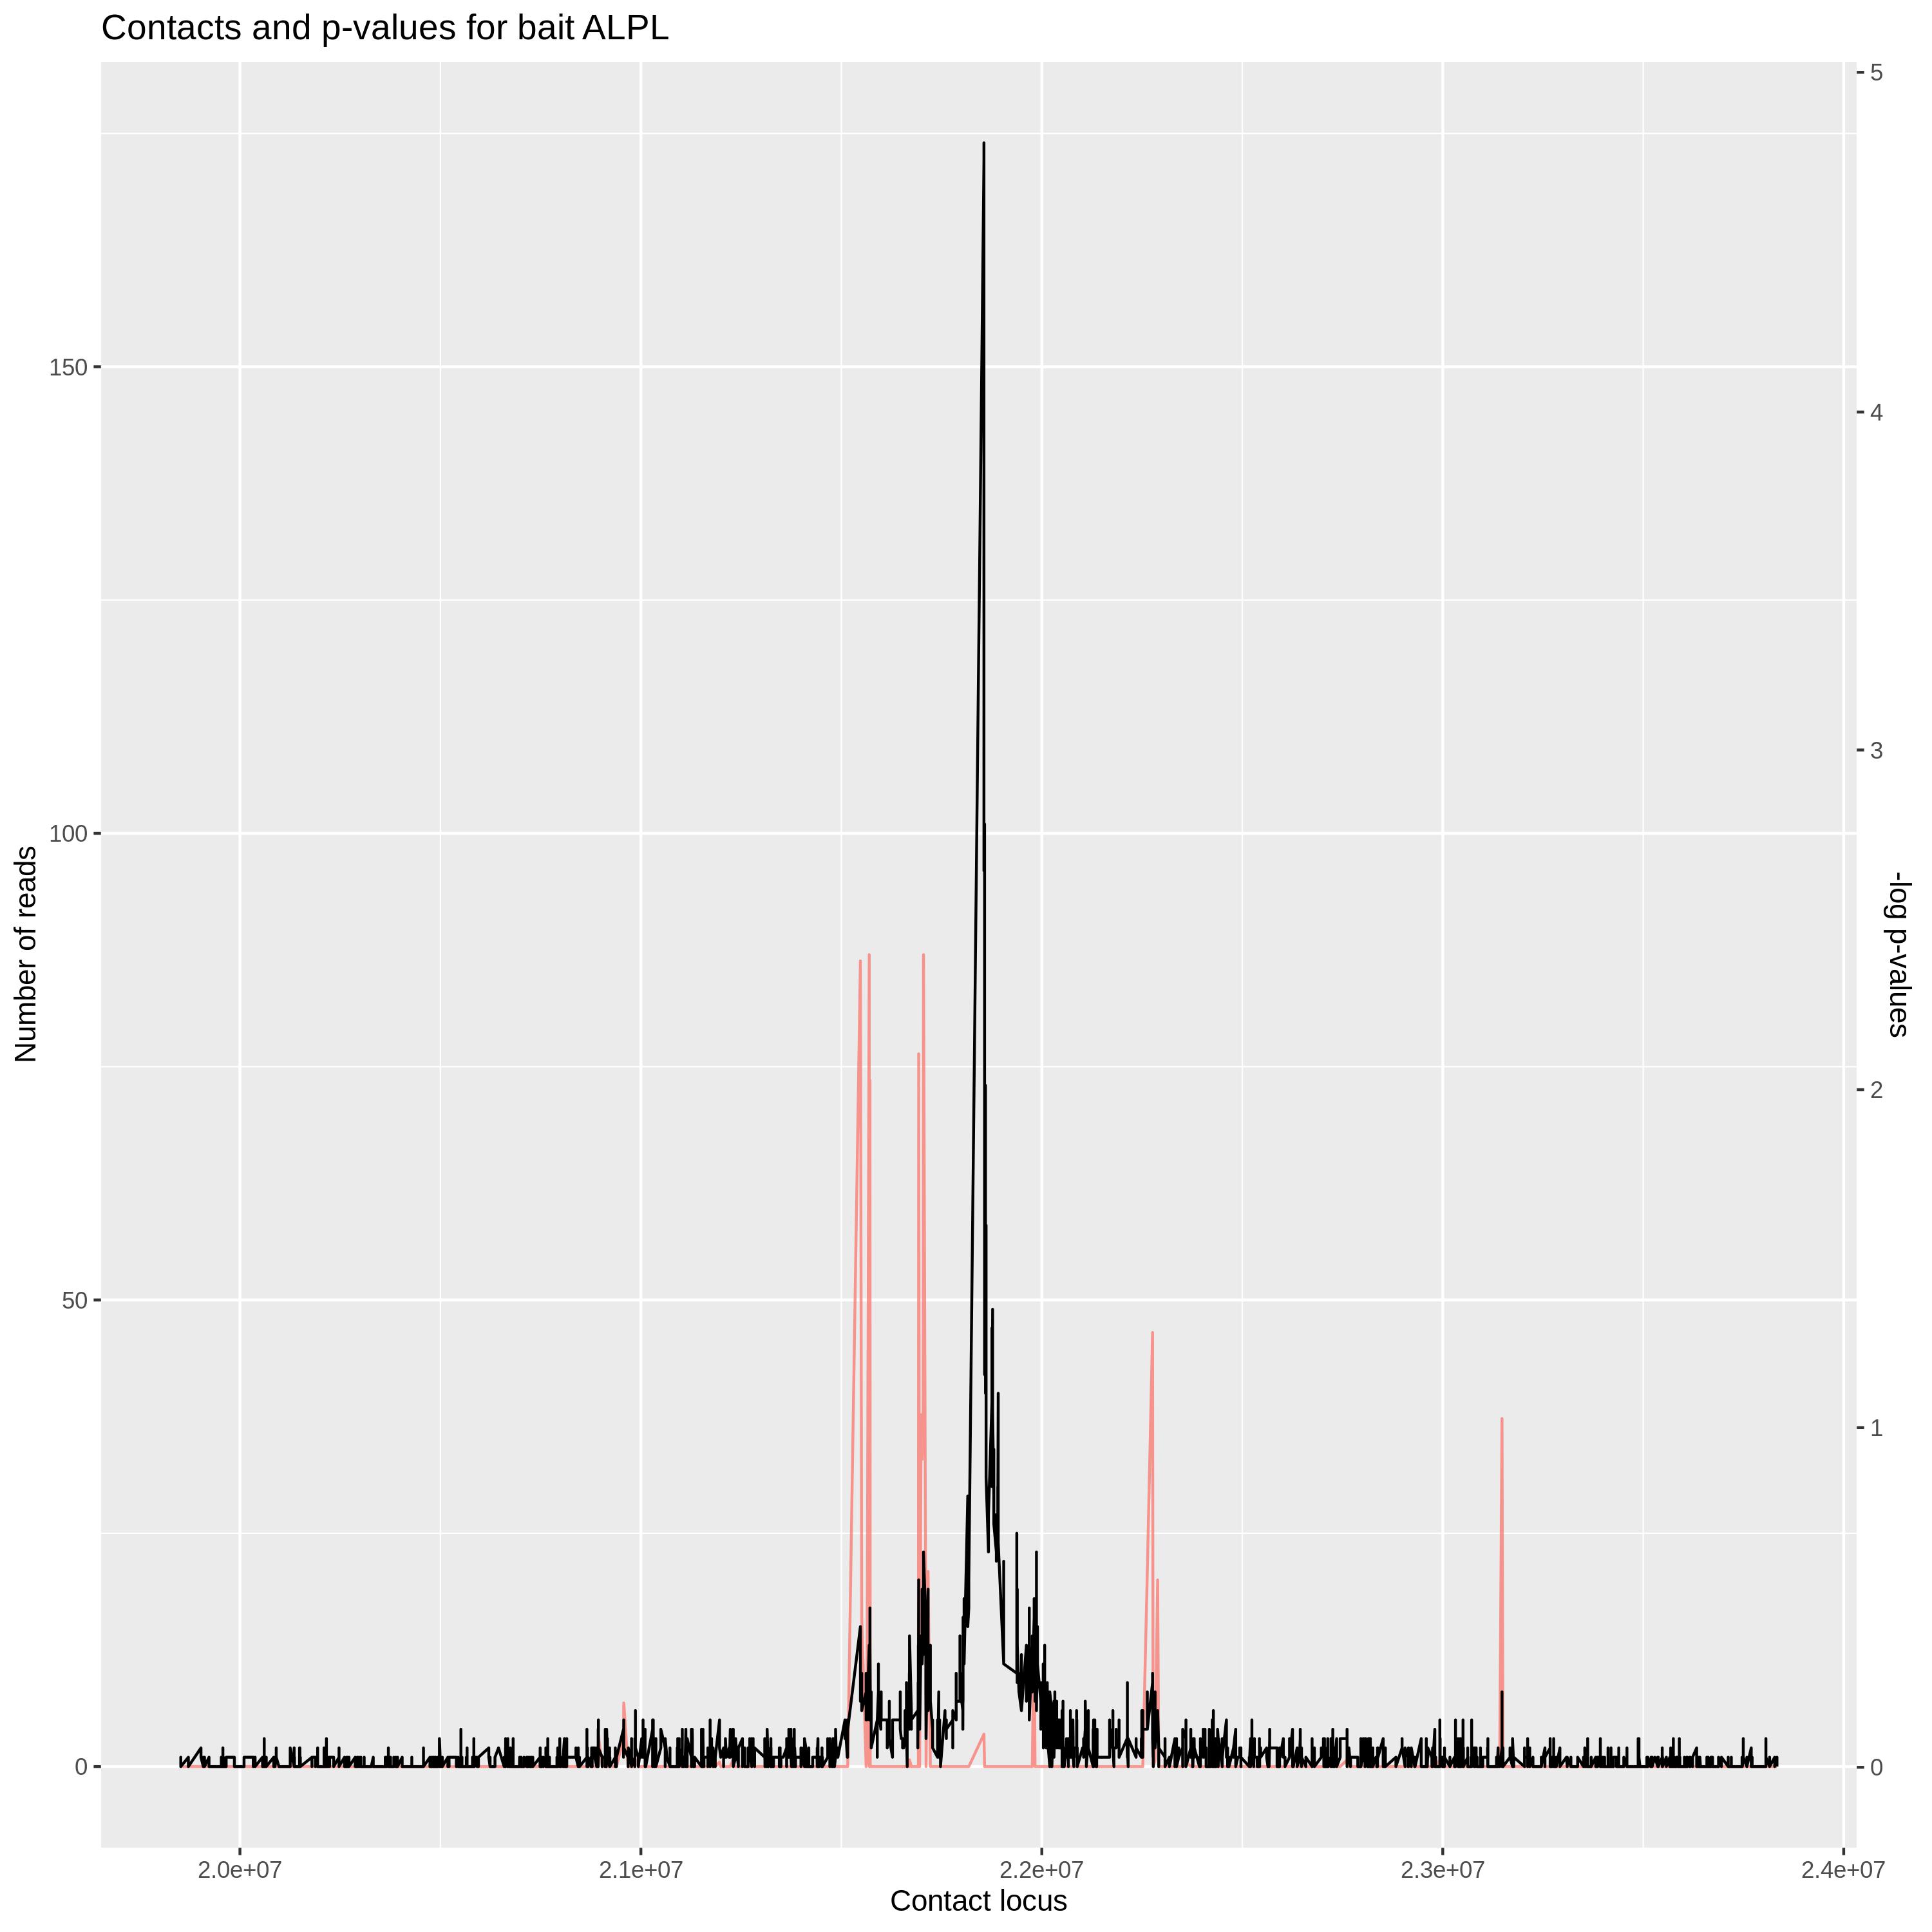 Contacts and p-values for bait ALPL
Number of reads
150
100
50
0
5
4
3
2
1
0
-log p-values
2.0e+07
2.1e+07
2.2e+07
2.3e+07
2.4e+07
Contact locus